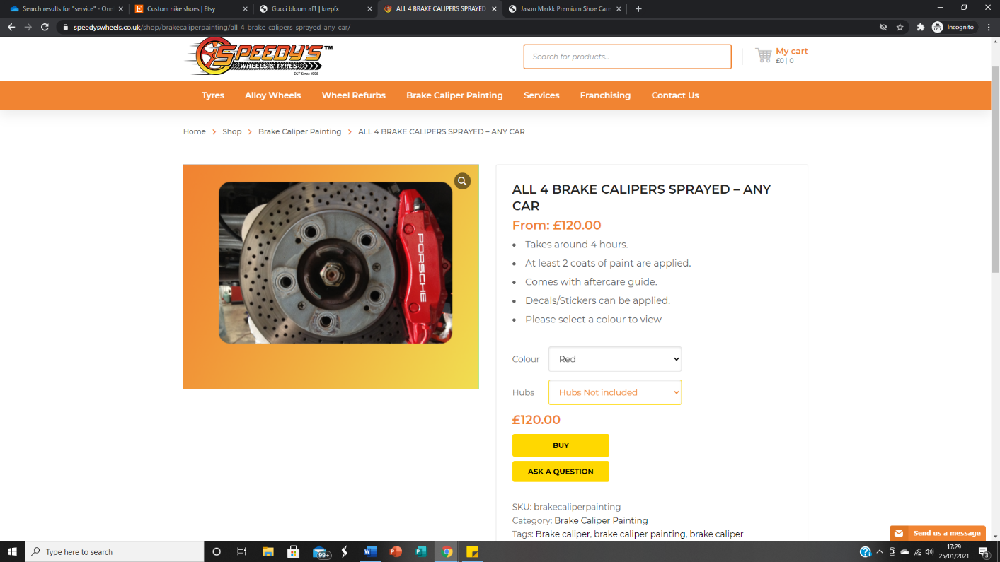 Search results for "service" - One
Custom nike shoes | Etsy
Gucci bloom af1 | krepfx
ALL 4 BRAKE CALIPERS SPRAYED
Jason Markk Premium Shoe Care
speedyswheels.co.uk/shop/brakecaliperpainting/all-4-brake-calipers-sprayed-any-car/
Incognito
SPEEDY'S™
WHEELS & TYRES
EST Since 1998
Search for products...
My cart
£0 | 0
Tyres Alloy Wheels Wheel Refurbs Brake Caliper Painting Services Franchising Contact Us
Home > Shop > Brake Caliper Painting > ALL 4 BRAKE CALIPERS SPRAYED – ANY CAR
PORSCHE
ALL 4 BRAKE CALIPERS SPRAYED – ANY
CAR
From: £120.00
• Takes around 4 hours.
• At least 2 coats of paint are applied.
• Comes with aftercare guide.
• Decals/Stickers can be applied.
• Please select a colour to view
Colour Red
Hubs Hubs Not included
£120.00
BUY
ASK A QUESTION
SKU: brakecaliperpainting
Category: Brake Caliper Painting
Tags: Brake caliper, brake caliper painting, brake caliper
Send us a message
Type here to search
99+
17:29
25/01/2021
3